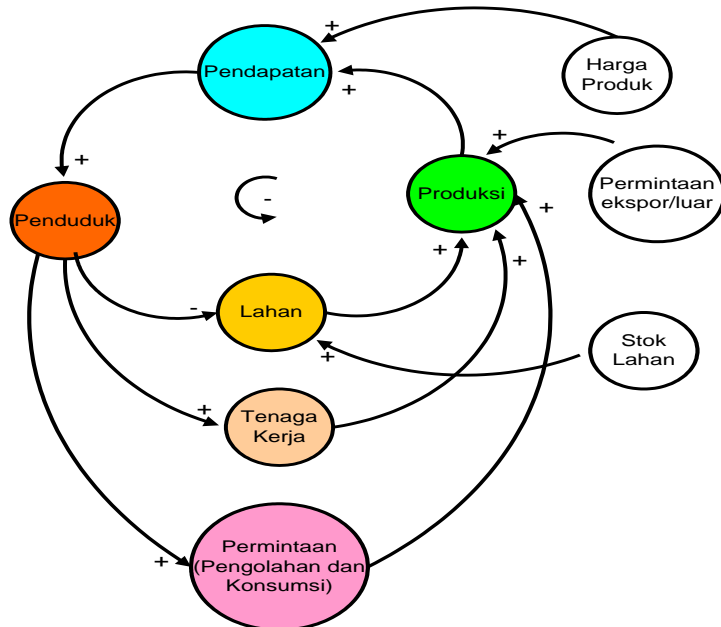 +
Pendapatan
Harga
Produk
+
+
+
Produksi
Penduduk
-
Permintaan
ekspor/luar
+
+
+
+
-
Lahan
Stok
Lahan
+
+
Tenaga
Kerja
Permintaan
(Pengolahan dan
Konsumsi)
+